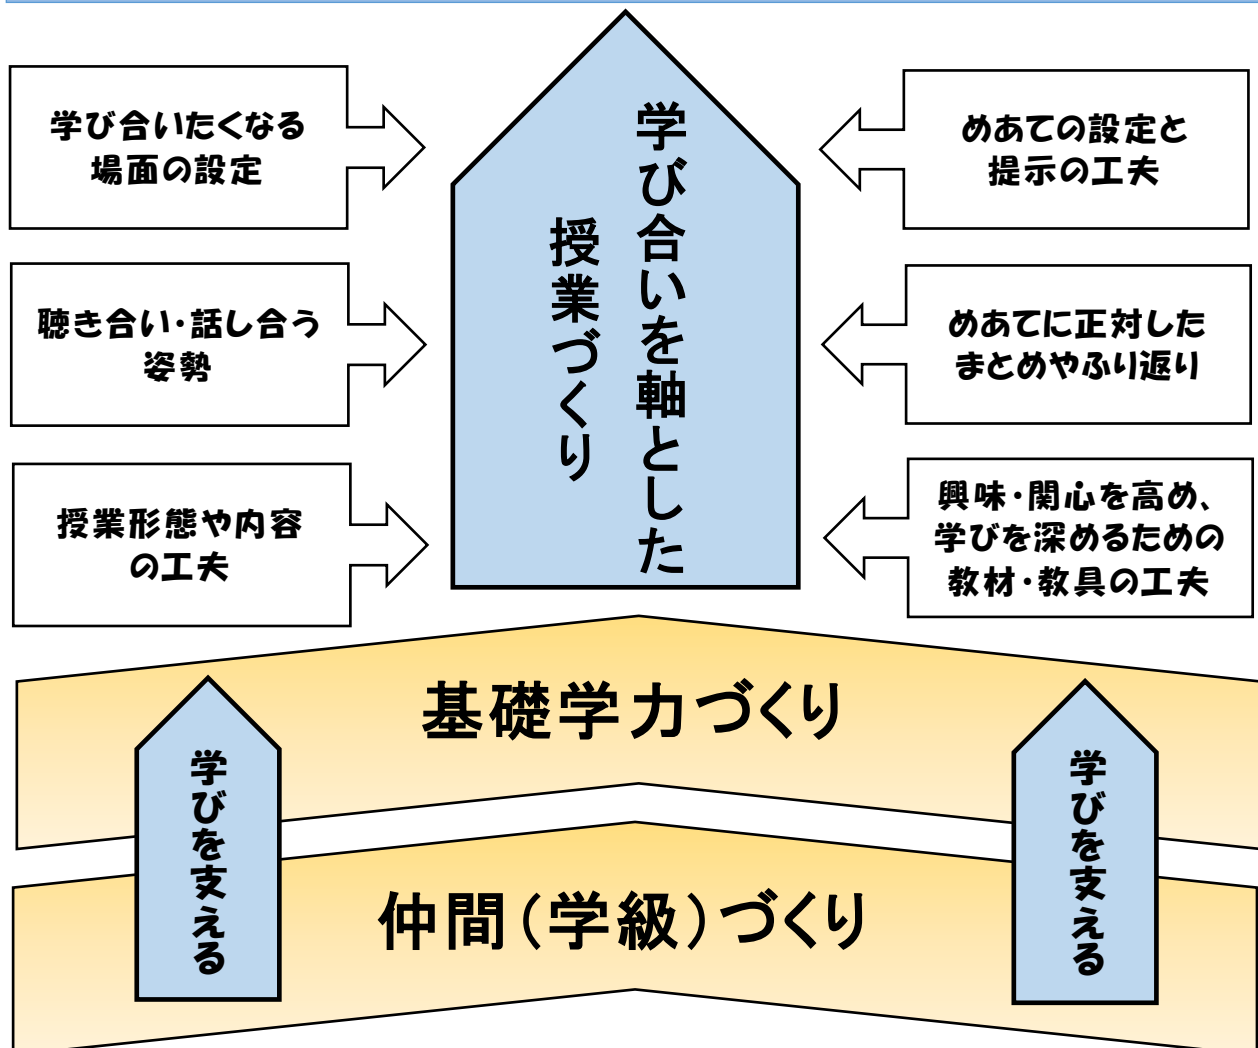 学び合いたくなる
場面の設定
聴き合い・話し合う
姿勢
授業形態や内容
の工夫
学び合いを軸とした
授業づくり
めあての設定と
提示の工夫
めあてに正対した
まとめやふり返り
興味・関心を高め、
学びを深めるための
教材・教具の工夫
基礎学力づくり
学びを支える
学びを支える
仲間(学級)づくり